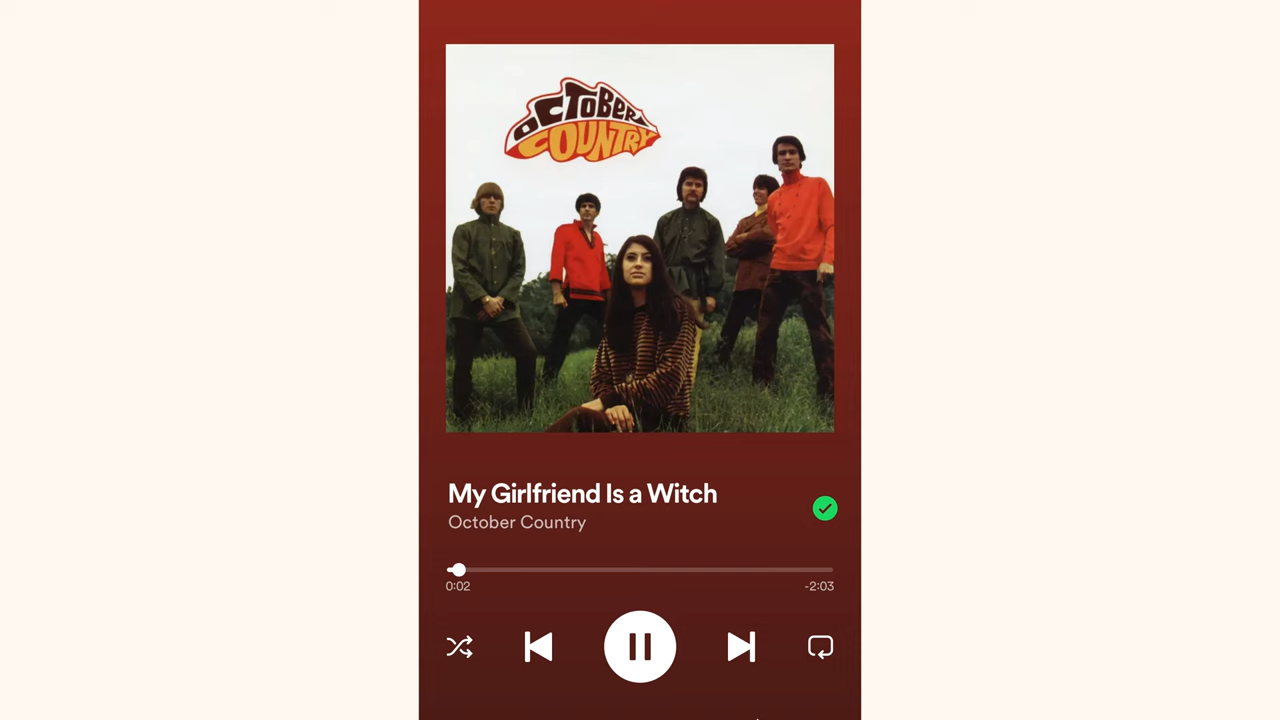 OCTOBER
COUNTRY
My Girlfriend Is a Witch
October Country
0:02
-2:03